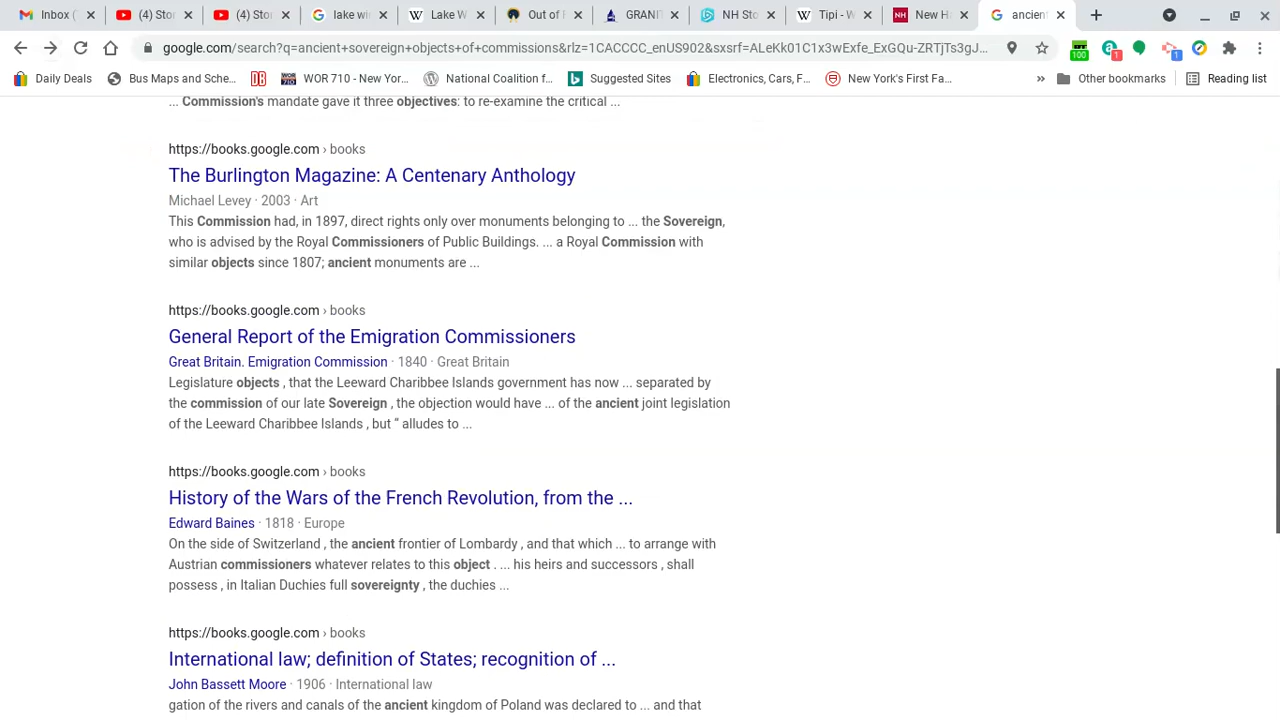 Inbox (
(4) Stor
(4) Stor
lake wi
Lake W
Out of
GRANI
NH Sto
Tipi - W
New H
ancien
google.com/search?q=ancient+sovereign+objects+of+commissions&rlz=1CACCCC_enUS902&sxsrf=ALeKk01C1x3wExfe_ExGQu-ZRTjTs3gJ...
100
1
1
Daily Deals
Bus Maps and Sche...
WOR 710 - New Yor...
National Coalition f...
Suggested Sites
Electronics, Cars, F...
New York's First Fa...
»
Other bookmarks
Reading list
... Commission's mandate gave it three objectives: to re-examine the critical ...
https://books.google.com › books
The Burlington Magazine: A Centenary Anthology
Michael Levey · 2003 · Art
This Commission had, in 1897, direct rights only over monuments belonging to ... the Sovereign,
who is advised by the Royal Commissioners of Public Buildings. ... a Royal Commission with
similar objects since 1807; ancient monuments are ...
https://books.google.com › books
General Report of the Emigration Commissioners
Great Britain. Emigration Commission · 1840 · Great Britain
Legislature objects , that the Leeward Charibbee Islands government has now ... separated by
the commission of our late Sovereign , the objection would have ... of the ancient joint legislation
of the Leeward Charibbee Islands , but “ alludes to ...
https://books.google.com › books
History of the Wars of the French Revolution, from the ...
Edward Baines · 1818 · Europe
On the side of Switzerland , the ancient frontier of Lombardy , and that which ... to arrange with
Austrian commissioners whatever relates to this object . ... his heirs and successors , shall
possess , in Italian Duchies full sovereignty , the duchies ...
https://books.google.com › books
International law; definition of States; recognition of ...
John Bassett Moore · 1906 · International law
gation of the rivers and canals of the ancient kingdom of Poland was declared to ... and that